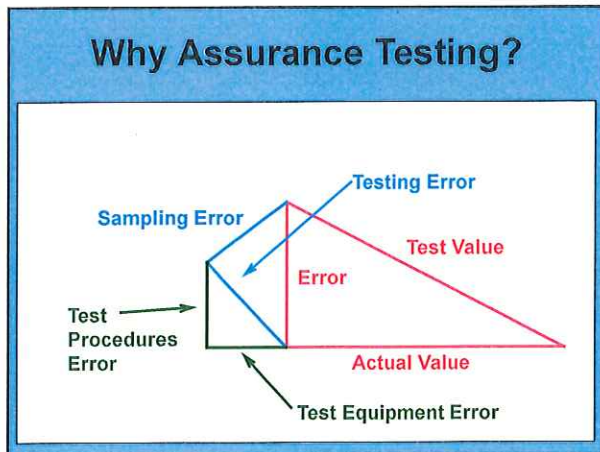 Why Assurance Testing?
Testing Error
Sampling Error
Test Value
Error
Test
Procedures
Error
Actual Value
Test Equipment Error